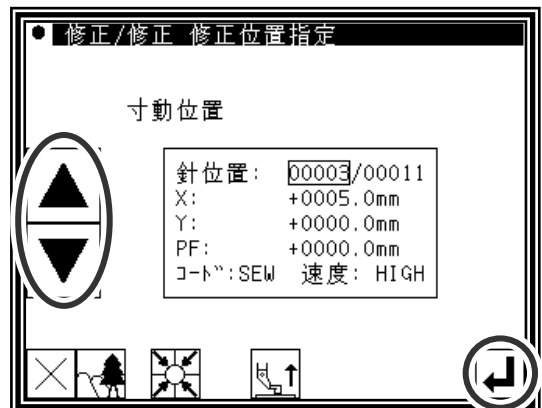 修正/修正 修正位置指定
寸動位置
針位置: 00003/00011
X: +0005.0mm
Y: +0000.0mm
PF: +0000.0mm
コード:SEW 速度: HIGH